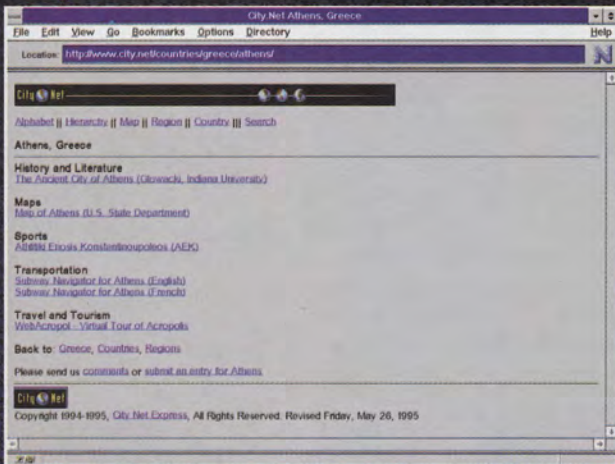 City.Net Athens, Greece
File Edit View Go Bookmarks Options Directory Help
Location: http://www.city.net/countries/greece/athens/
N
City Net
Alphabet || Hierarchy || Map || Region || Country ||| Search
Athens, Greece
History and Literature
The Ancient City of Athens (Glowacki, Indiana University)
Maps
Map of Athens (U.S. State Department)
Sports
Athlitiki Enosis Konstantinoupoleos (AEK)
Transportation
Subway Navigator for Athens (English)
Subway Navigator for Athens (French)
Travel and Tourism
WebAcropol - Virtual Tour of Acropolis
Back to: Greece, Countries, Regions
Please send us comments or submit an entry for Athens
City Net
Copyright 1994-1995, City Net Express, All Rights Reserved. Revised Friday, May 26, 1995